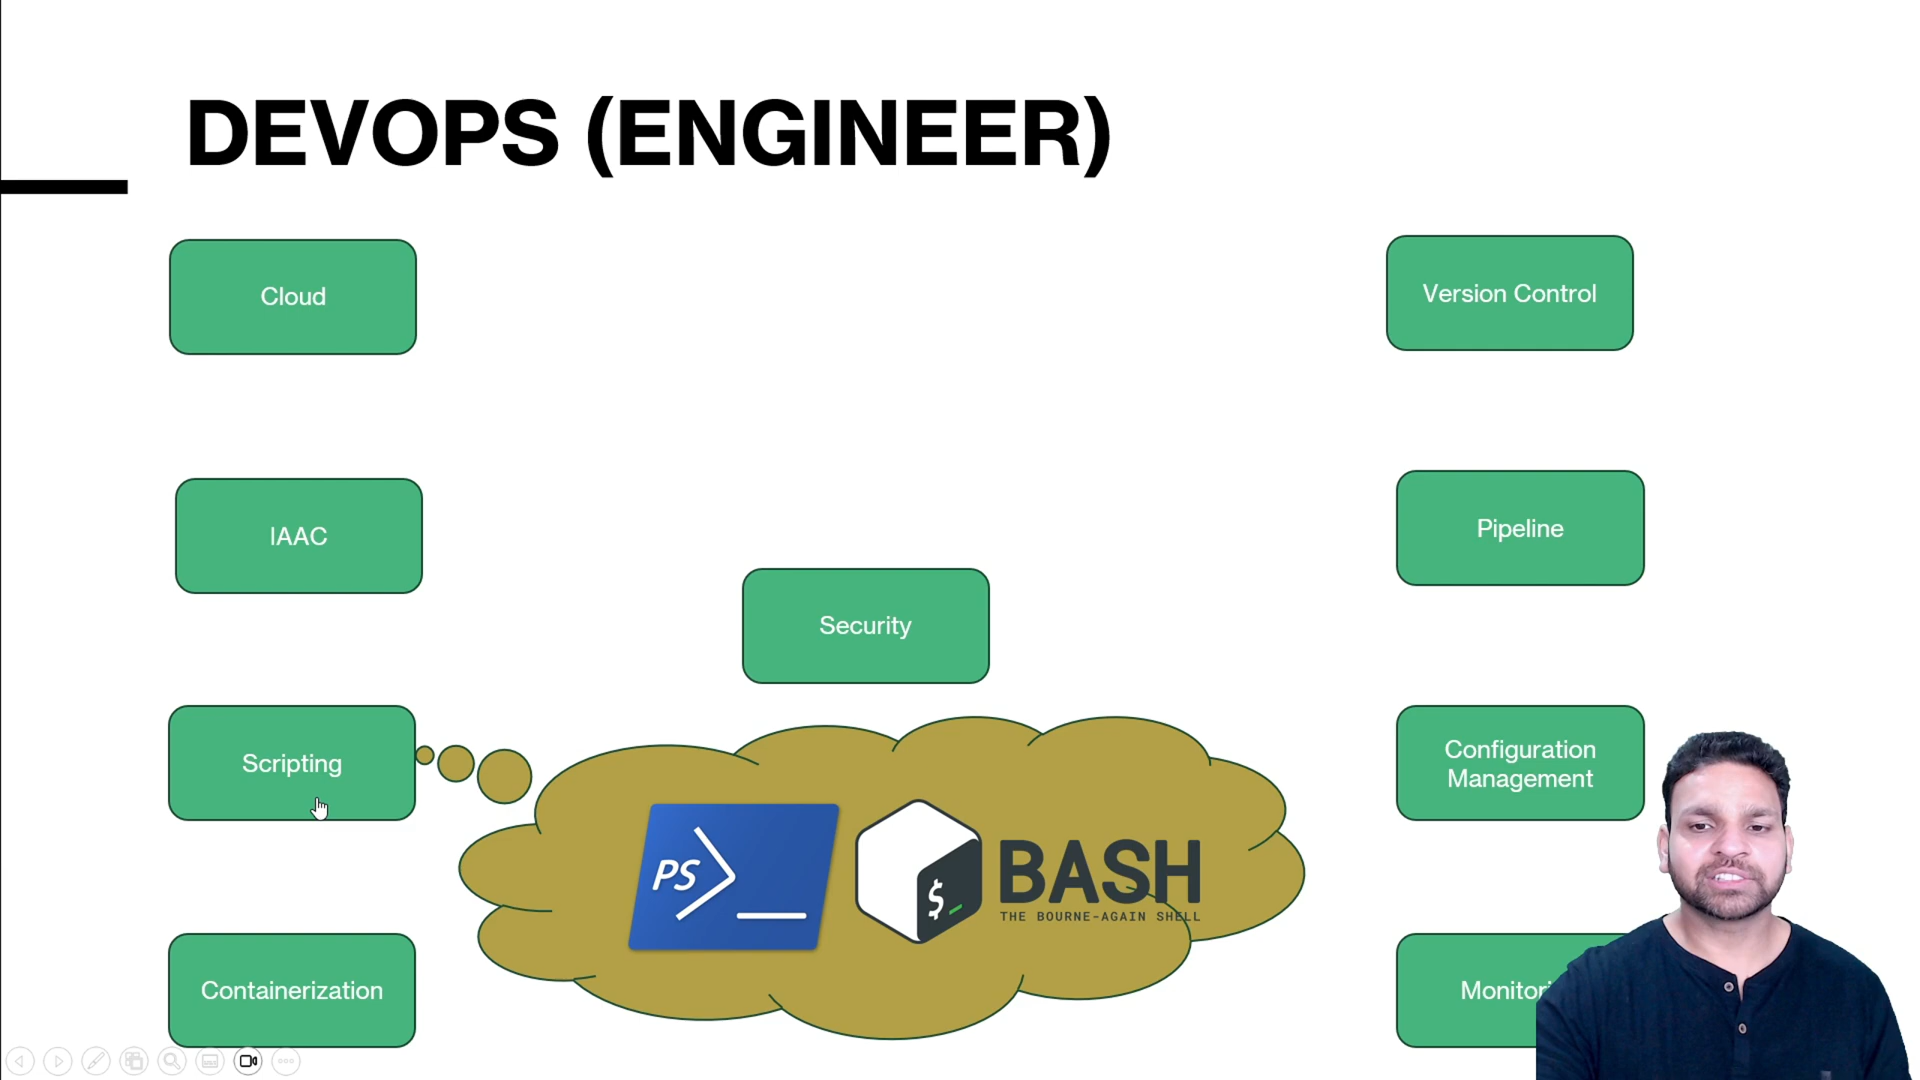 DEVOPS (ENGINEER)
Cloud
Version Control
IAAC
Pipeline
Security
Scripting
Configuration
Management
PS
$
BASH
THE BOURNE-AGAIN SHELL
Containerization